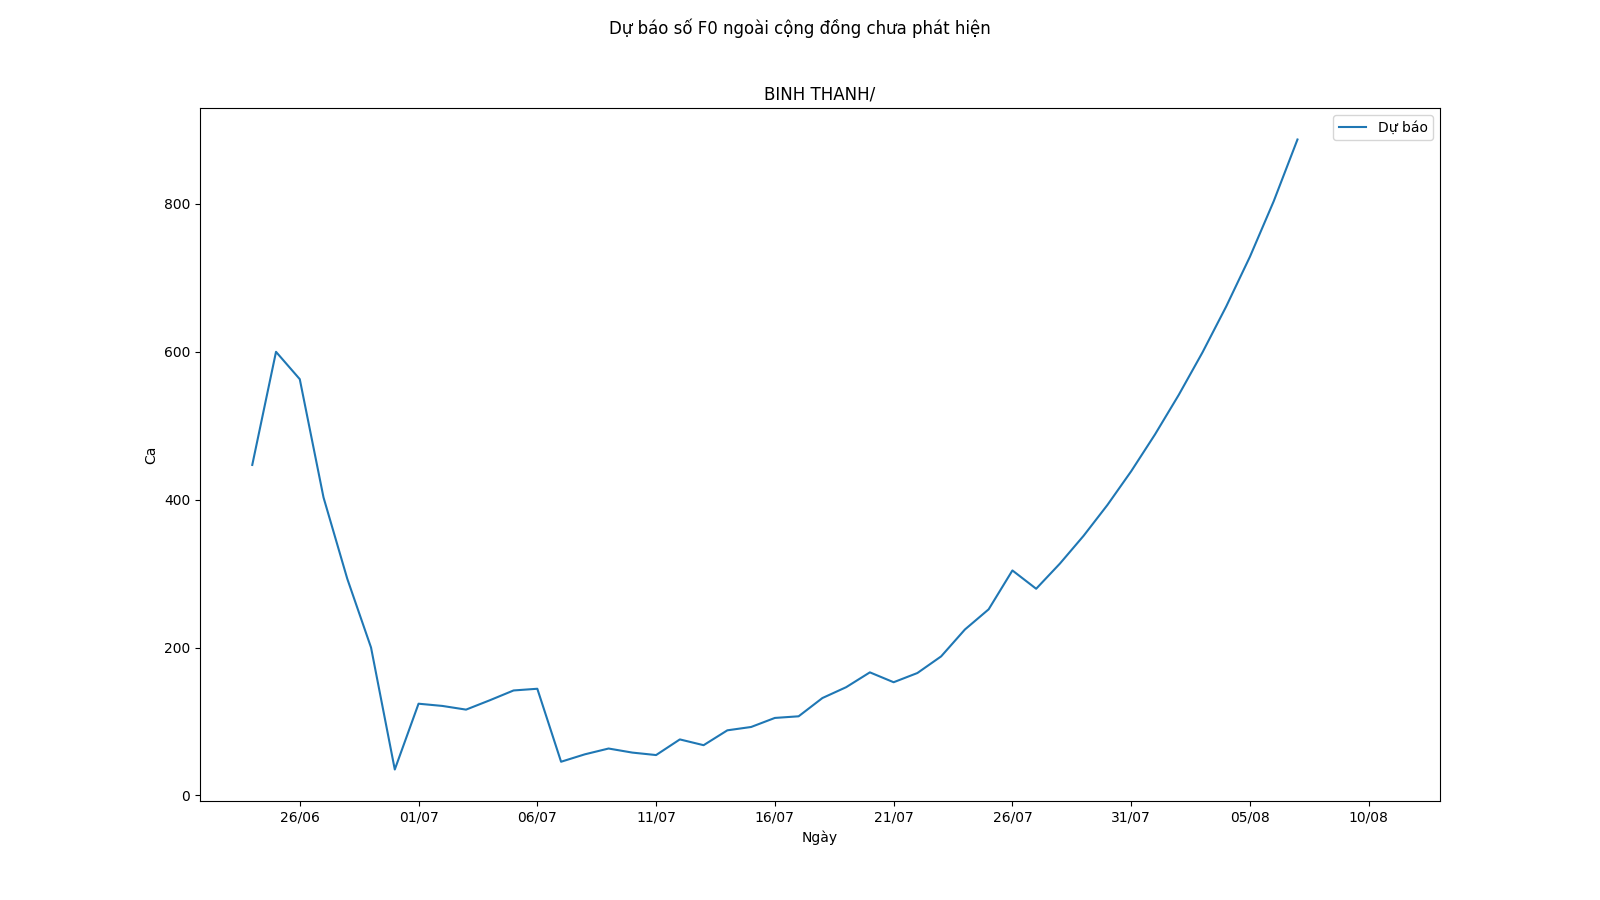 Dự báo số F0 ngoài cộng đồng chưa phát hiện
BINH THANH/
Dự báo
800
600
400
200
0
Ca
26/06 01/07 06/07 11/07 16/07 21/07 26/07 31/07 05/08 10/08
Ngày